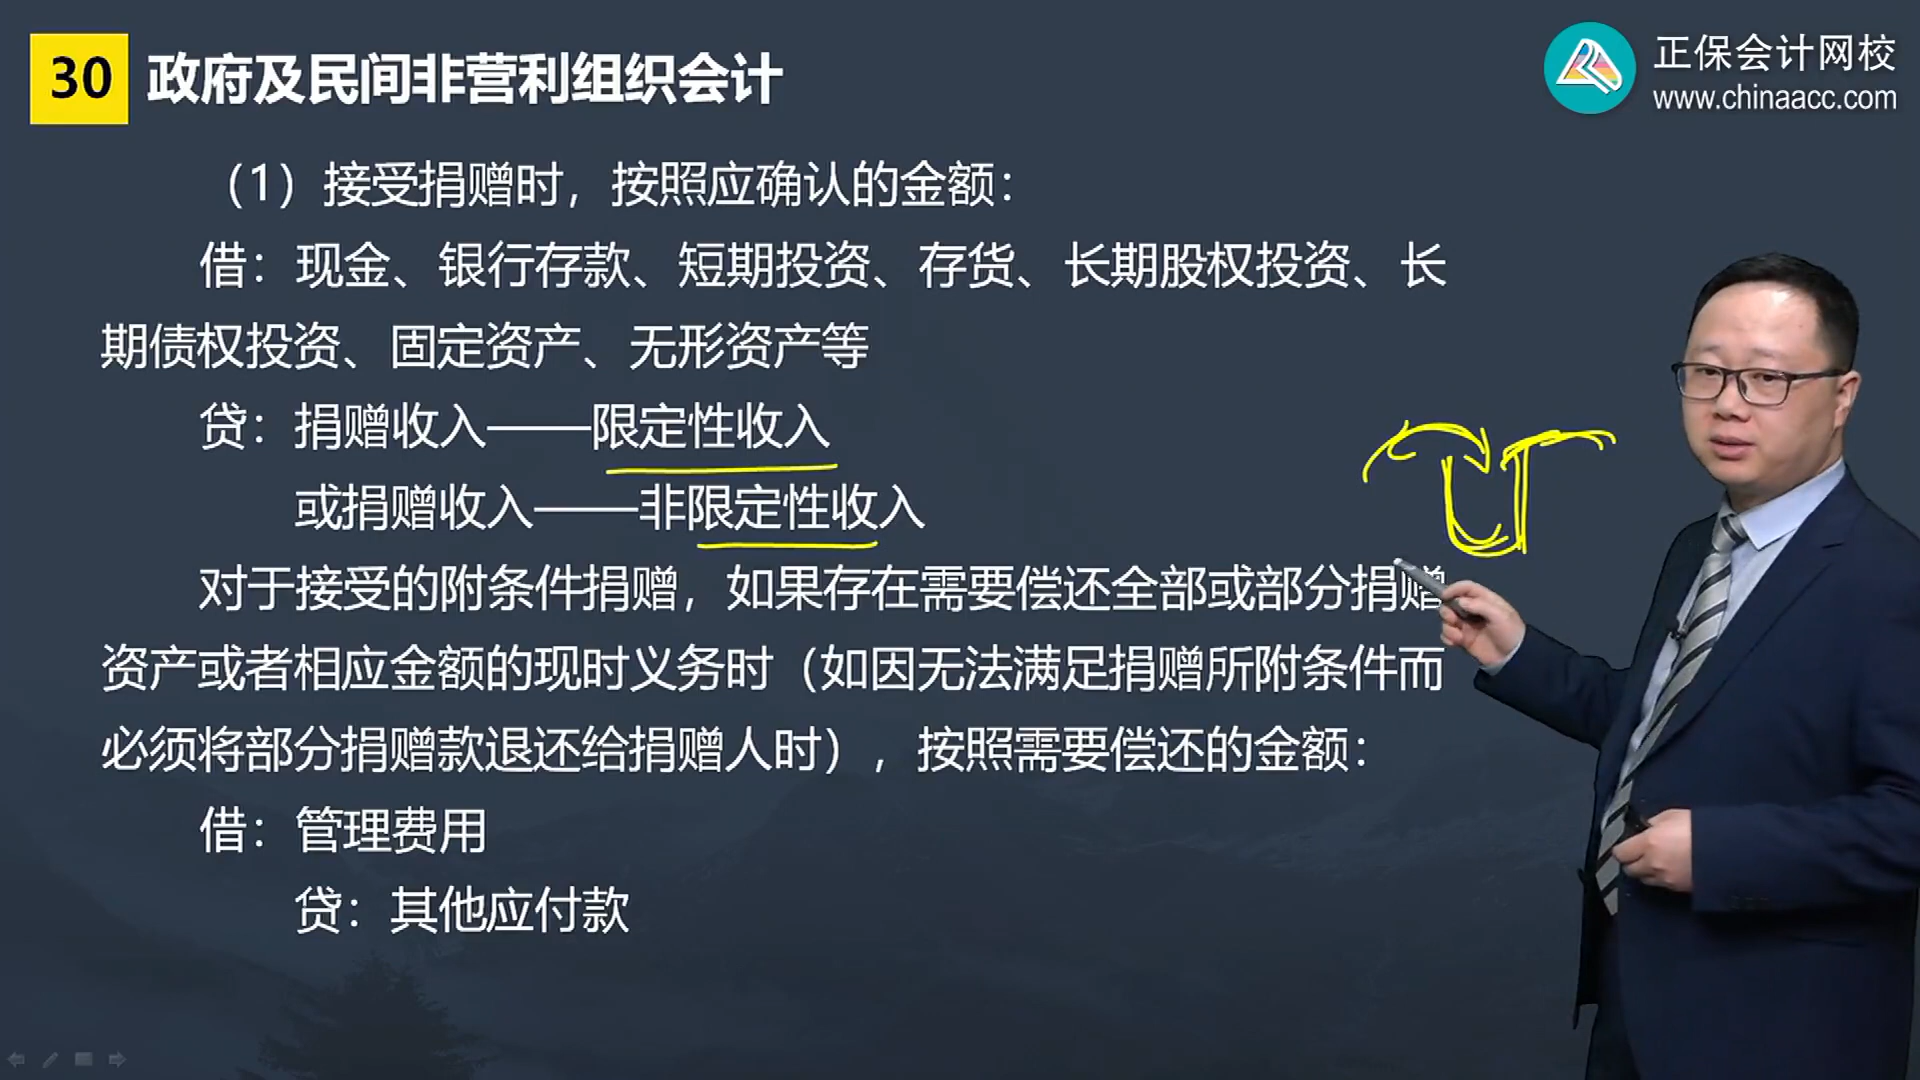 30 政府及民间非营利组织会计
正保会计网校
www.chinaacc.com
（1）接受捐赠时，按照应确认的金额：
借：现金、银行存款、短期投资、存货、长期股权投资、长
期债权投资、固定资产、无形资产等
贷：捐赠收入——限定性收入
或捐赠收入——非限定性收入
对于接受的附条件捐赠，如果存在需要偿还全部或部分捐赠
资产或者相应金额的现时义务时（如因无法满足捐赠所附条件而
必须将部分捐赠款退还给捐赠人时），按照需要偿还的金额：
借：管理费用
贷：其他应付款